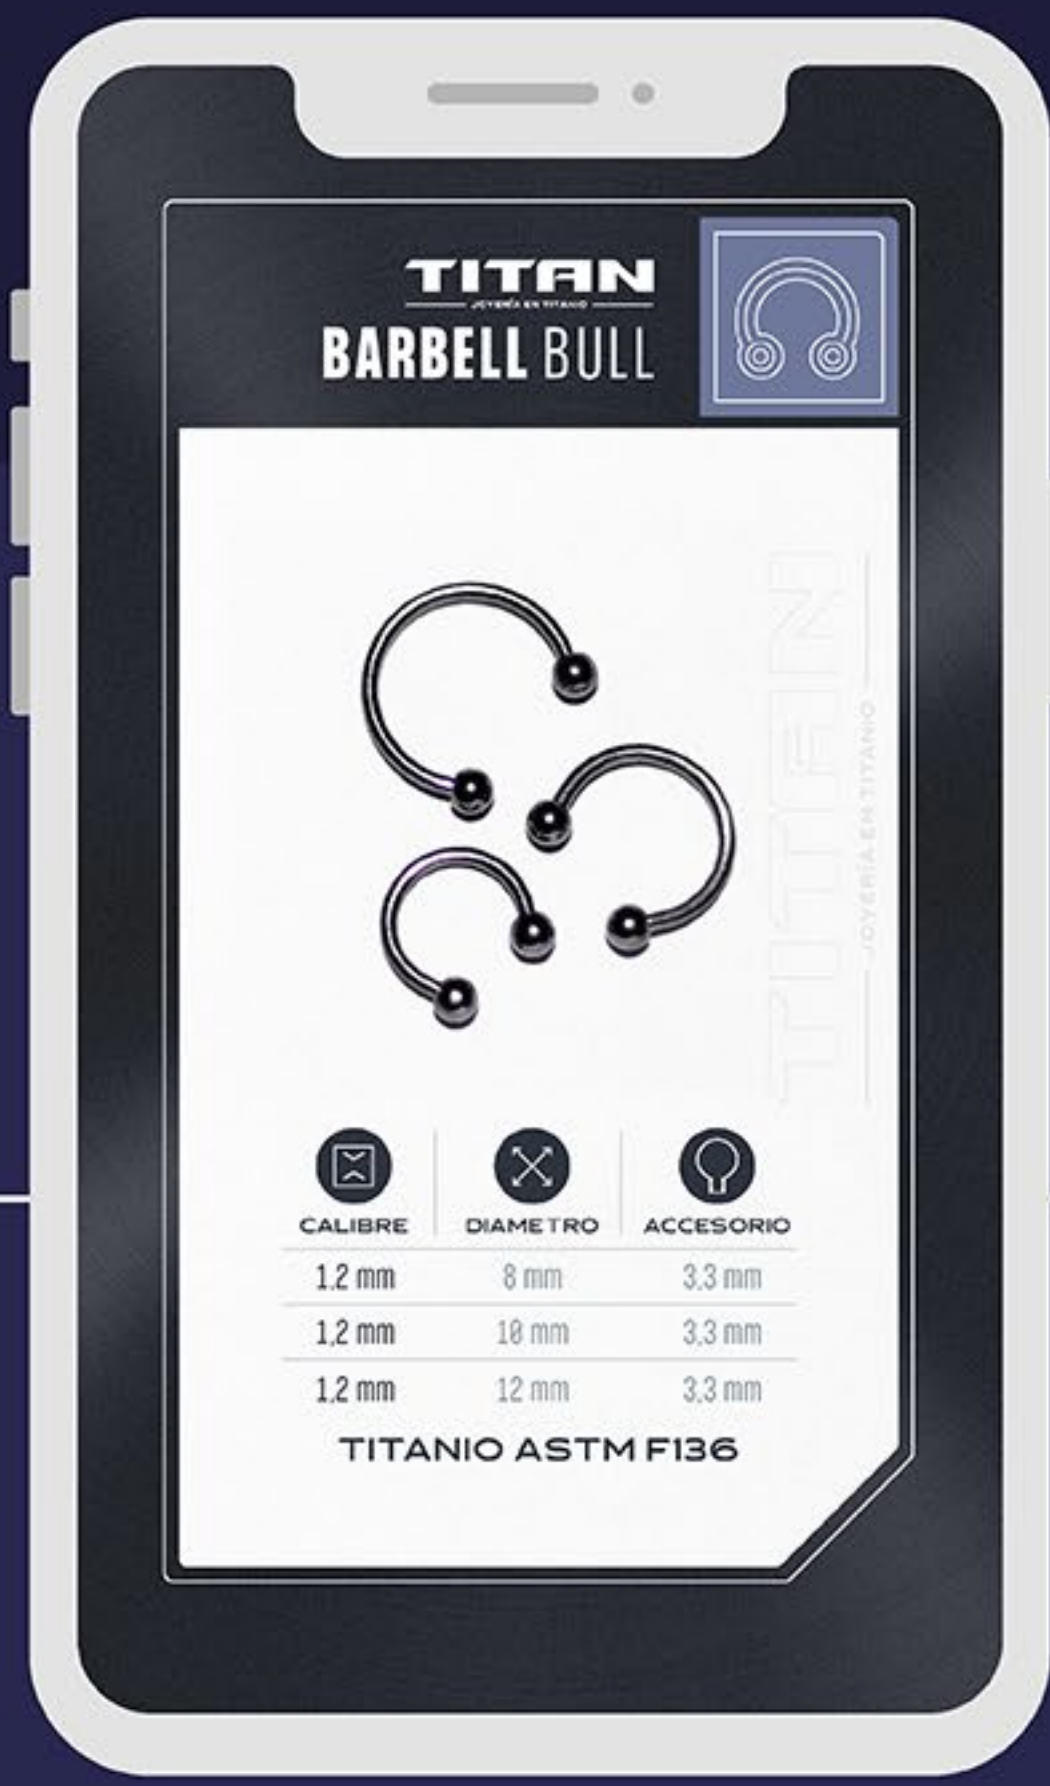 TITAN
JOYERÍA EN TITANIO
BARBELL BULL
TITAN
JOYERÍA EN TITANIO
CALIBRE DIAMETRO ACCESORIO
1,2 mm 8 mm 3,3 mm
1,2 mm 10 mm 3,3 mm
1,2 mm 12 mm 3,3 mm
TITANIO ASTM F136